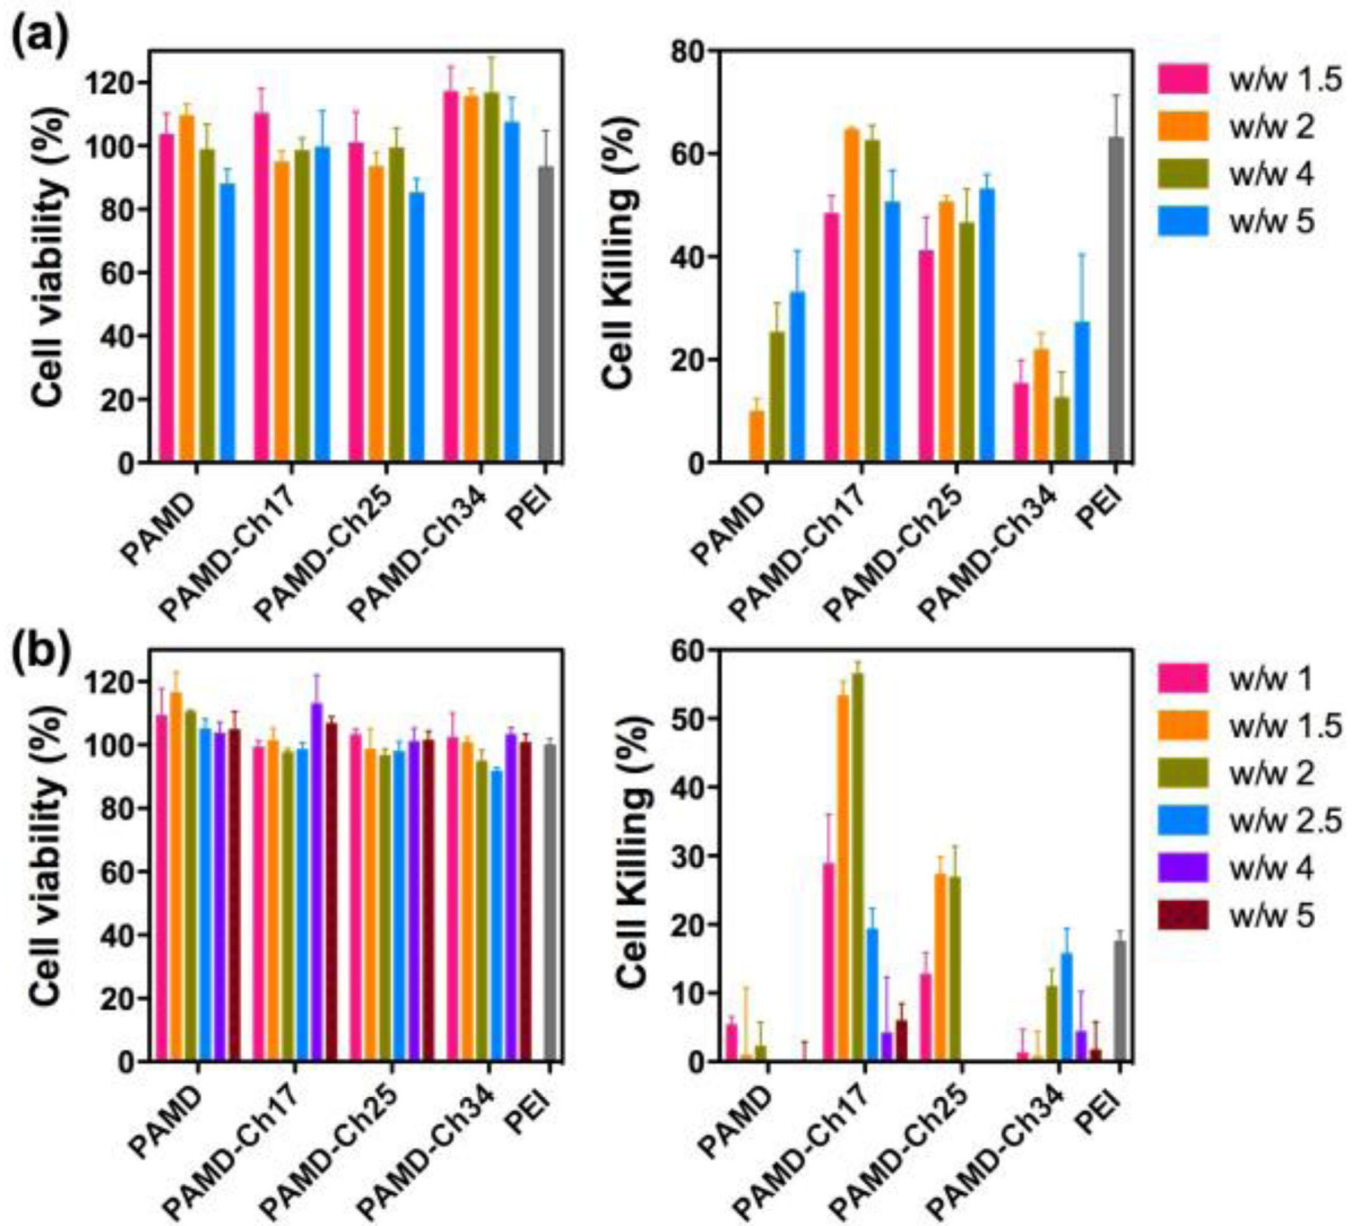 (a)
Cell viability (%)
120
100
80
60
40
20
0
PAMD
PAMD-Ch17
PAMD-Ch25
PAMD-Ch34
PEI
Cell Killing (%)
80
60
40
20
0
PAMD
PAMD-Ch17
PAMD-Ch25
PAMD-Ch34
PEI
w/w 1.5
w/w 2
w/w 4
w/w 5
(b)
Cell viability (%)
120
100
80
60
40
20
0
PAMD
PAMD-Ch17
PAMD-Ch25
PAMD-Ch34
PEI
Cell Killing (%)
60
50
40
30
20
10
0
PAMD
PAMD-Ch17
PAMD-Ch25
PAMD-Ch34
PEI
w/w 1
w/w 1.5
w/w 2
w/w 2.5
w/w 4
w/w 5